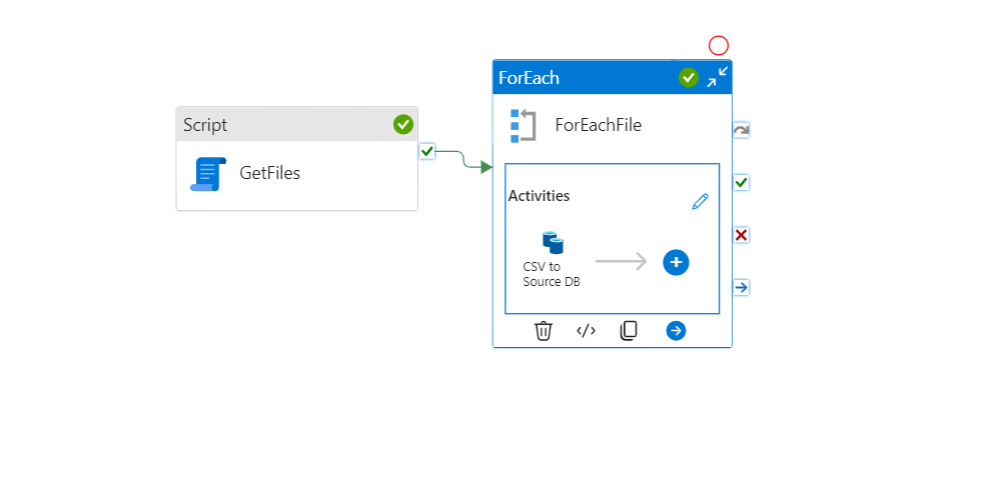 Script
GetFiles
ForEach
ForEachFile
Activities
CSV to
Source DB